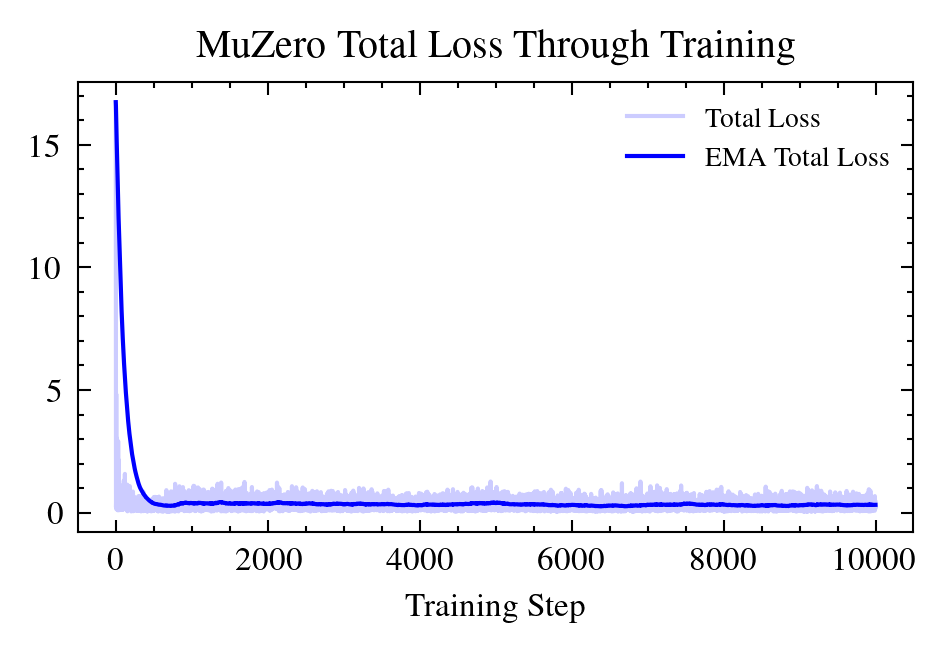 MuZero Total Loss Through Training
Total Loss
EMA Total Loss
15
10
5
0
0 2000 4000 6000 8000 10000
Training Step